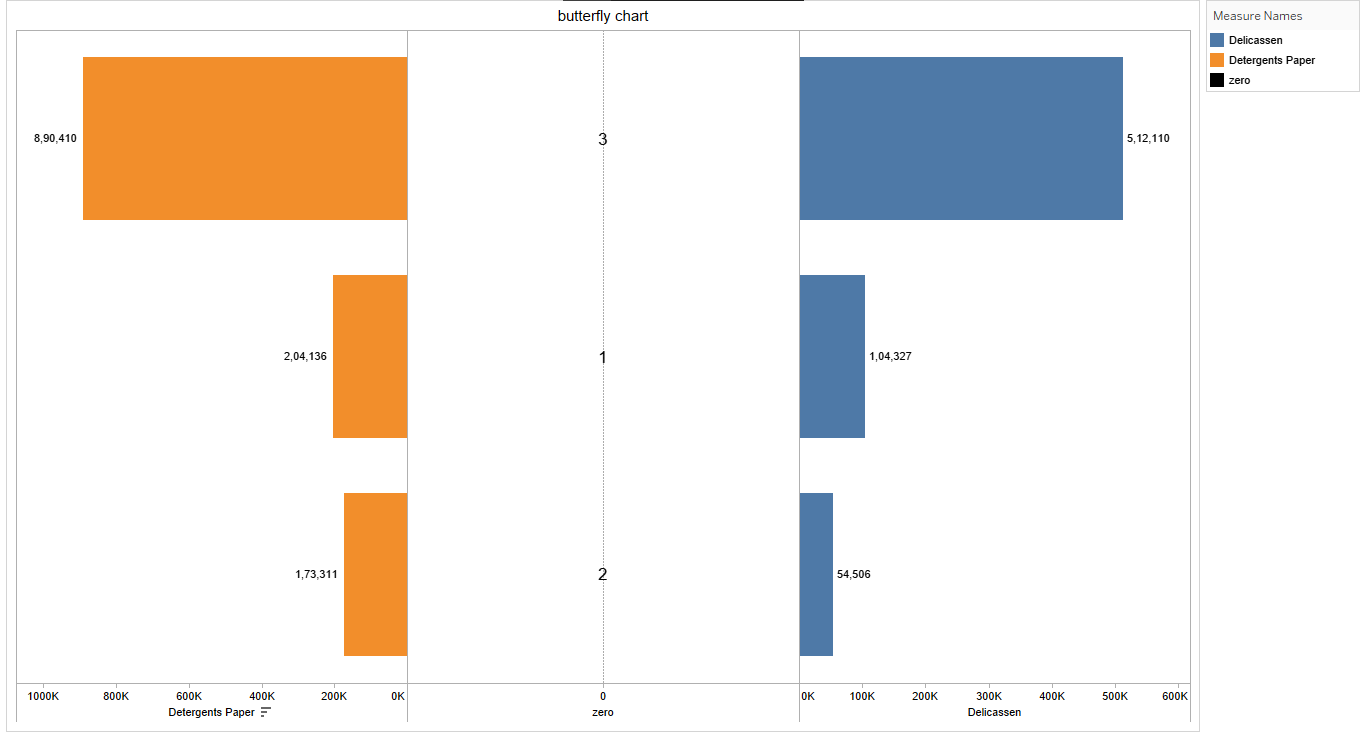 butterfly chart
Measure Names
Delicassen
Detergents Paper
zero
8,90,410
3
5,12,110
2,04,136
1
1,04,327
1,73,311
2
54,506
1000K 800K 600K 400K 200K 0K
0
0K 100K 200K 300K 400K 500K 600K
Detergents Paper
zero
Delicassen